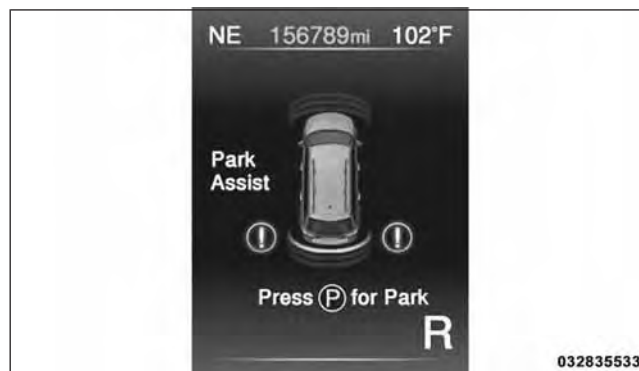 NE 156789mi 102°F
Park
Assist
! !
Press P for Park
R
032835533